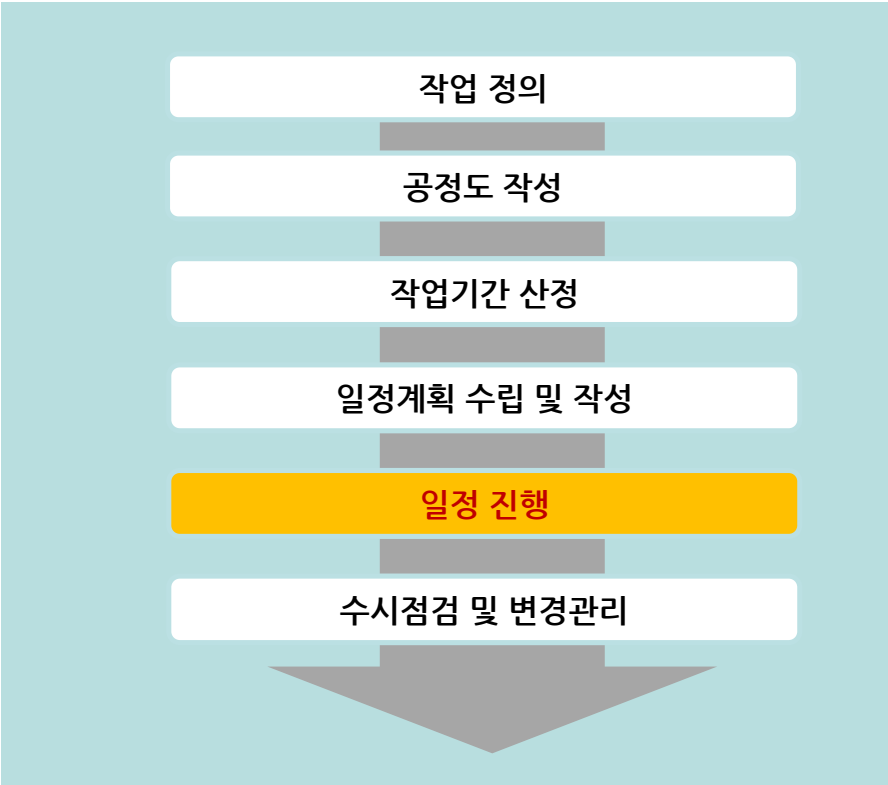 작업 정의
공정도 작성
작업기간 산정
일정계획 수립 및 작성
일정 진행
수시점검 및 변경관리